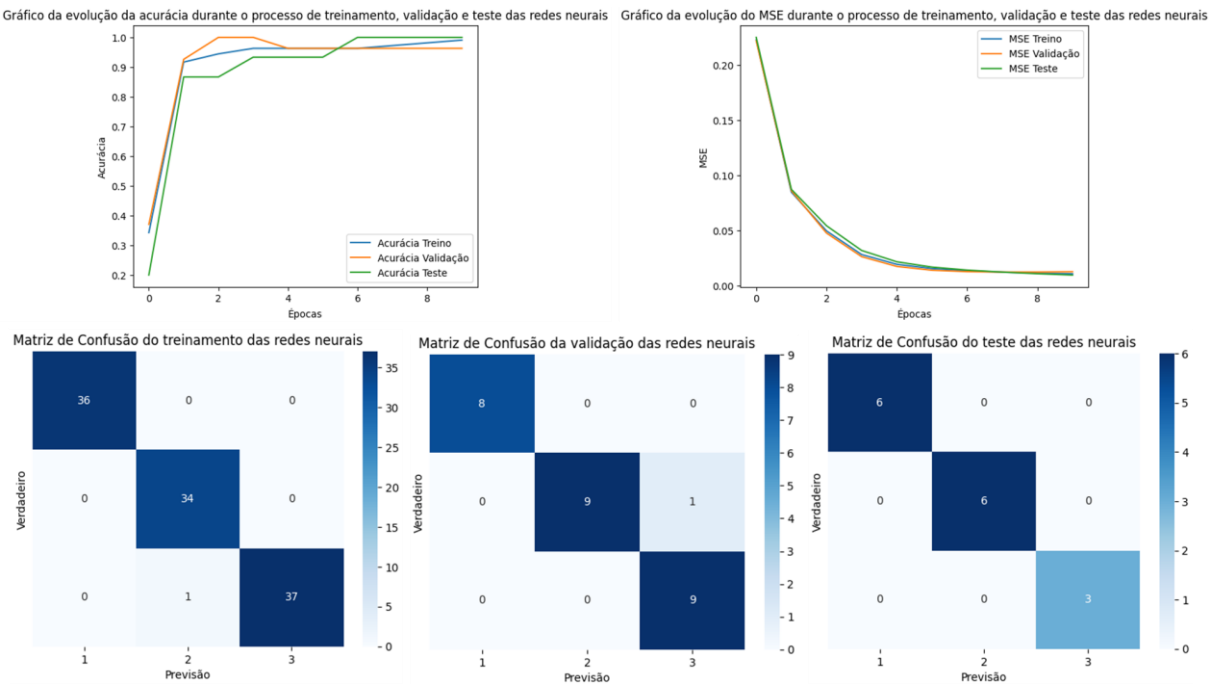 Gráfico da evolução da acurácia durante o processo de treinamento, validação e teste das redes neurais
1.0
0.9
0.8
0.7
0.6
0.5
0.4
0.3
0.2
Acurácia
0 2 4 6 8
Épocas
Acurácia Treino
Acurácia Validação
Acurácia Teste
Gráfico da evolução do MSE durante o processo de treinamento, validação e teste das redes neurais
0.20
0.15
0.10
0.05
0.00
MSE
0 2 4 6 8
Épocas
MSE Treino
MSE Validação
MSE Teste
Matriz de Confusão do treinamento das redes neurais
36 0 0
0 34 0
0 1 37
Verdadeiro
1 2 3
Previsão
35
30
25
20
15
10
5
0
Matriz de Confusão da validação das redes neurais
8 0 0
0 9 1
0 0 9
Verdadeiro
1 2 3
Previsão
9
8
7
6
5
4
3
2
1
0
Matriz de Confusão do teste das redes neurais
6 0 0
0 6 0
0 0 3
Verdadeiro
1 2 3
Previsão
6
5
4
3
2
1
0